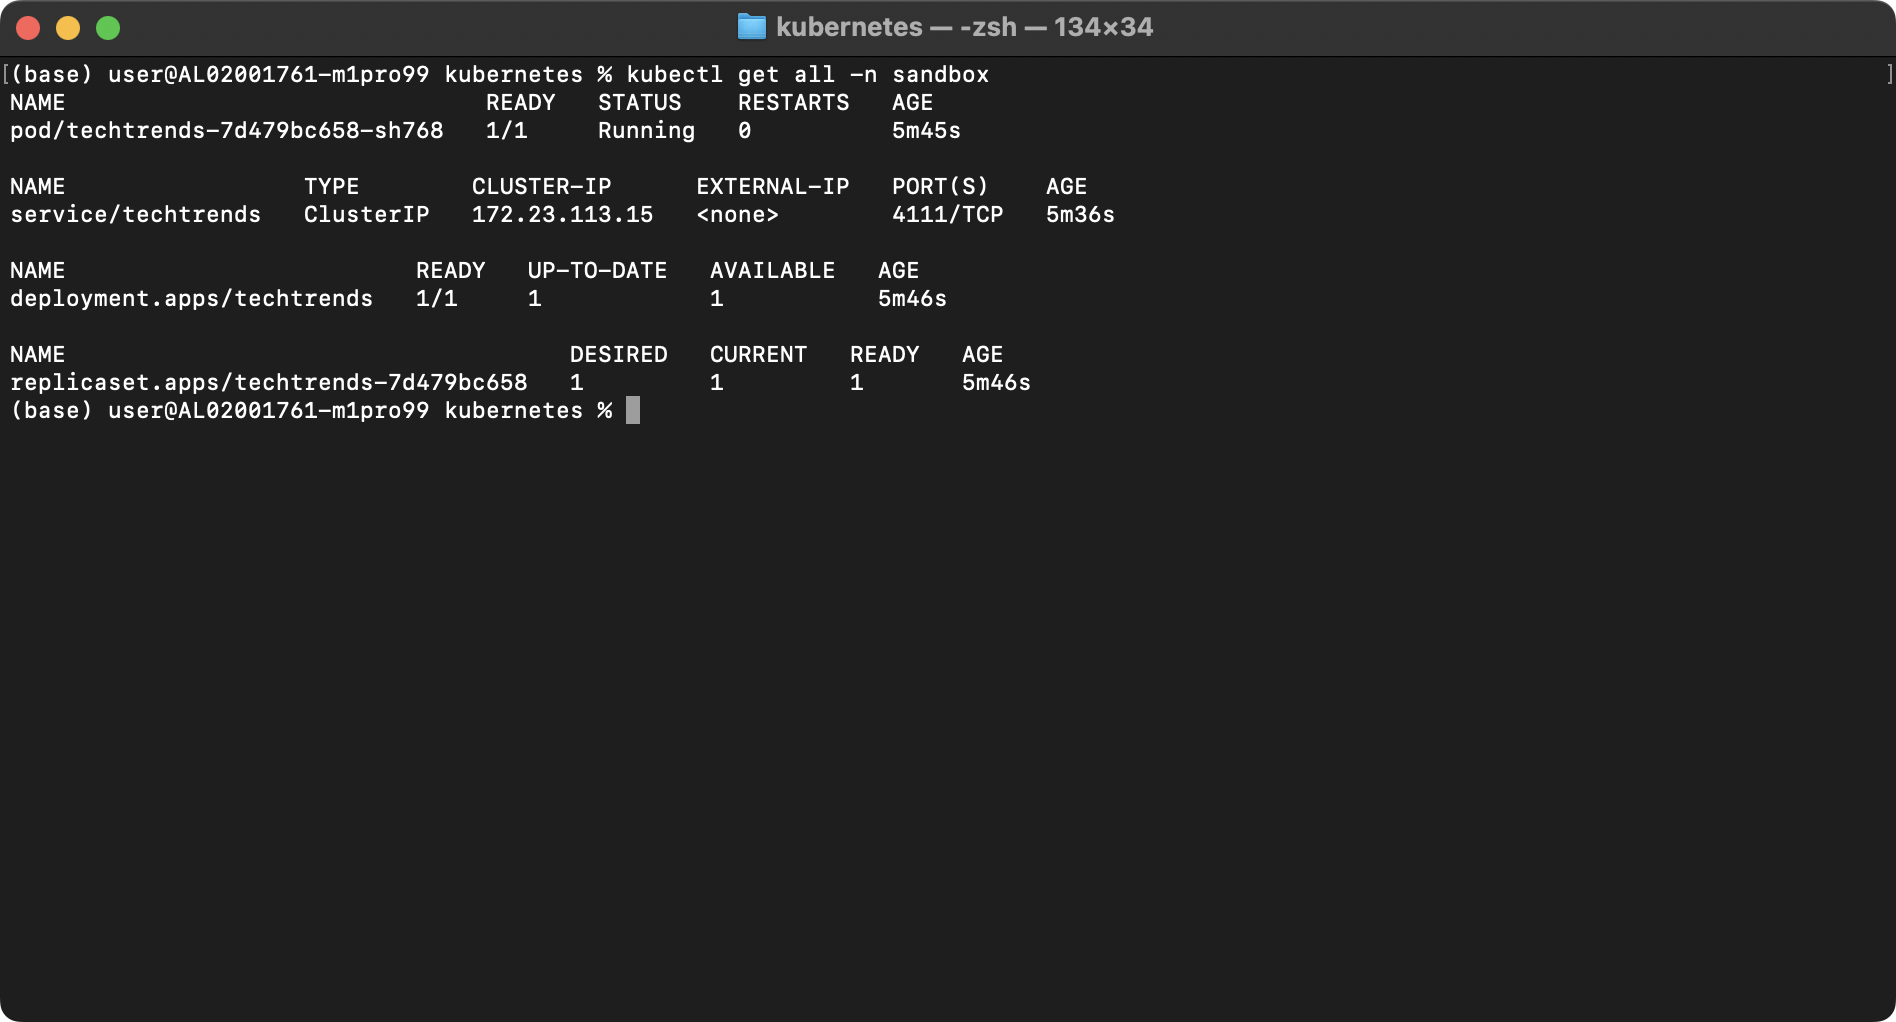 kubernetes — -zsh — 134×34
[(base) user@AL02001761-m1pro99 kubernetes % kubectl get all -n sandbox ]
NAME READY STATUS RESTARTS AGE
pod/techtrends-7d479bc658-sh768 1/1 Running 0 5m45s
NAME TYPE CLUSTER-IP EXTERNAL-IP PORT(S) AGE
service/techtrends ClusterIP 172.23.113.15 <none> 4111/TCP 5m36s
NAME READY UP-TO-DATE AVAILABLE AGE
deployment.apps/techtrends 1/1 1 1 5m46s
NAME DESIRED CURRENT READY AGE
replicaset.apps/techtrends-7d479bc658 1 1 1 5m46s
(base) user@AL02001761-m1pro99 kubernetes %